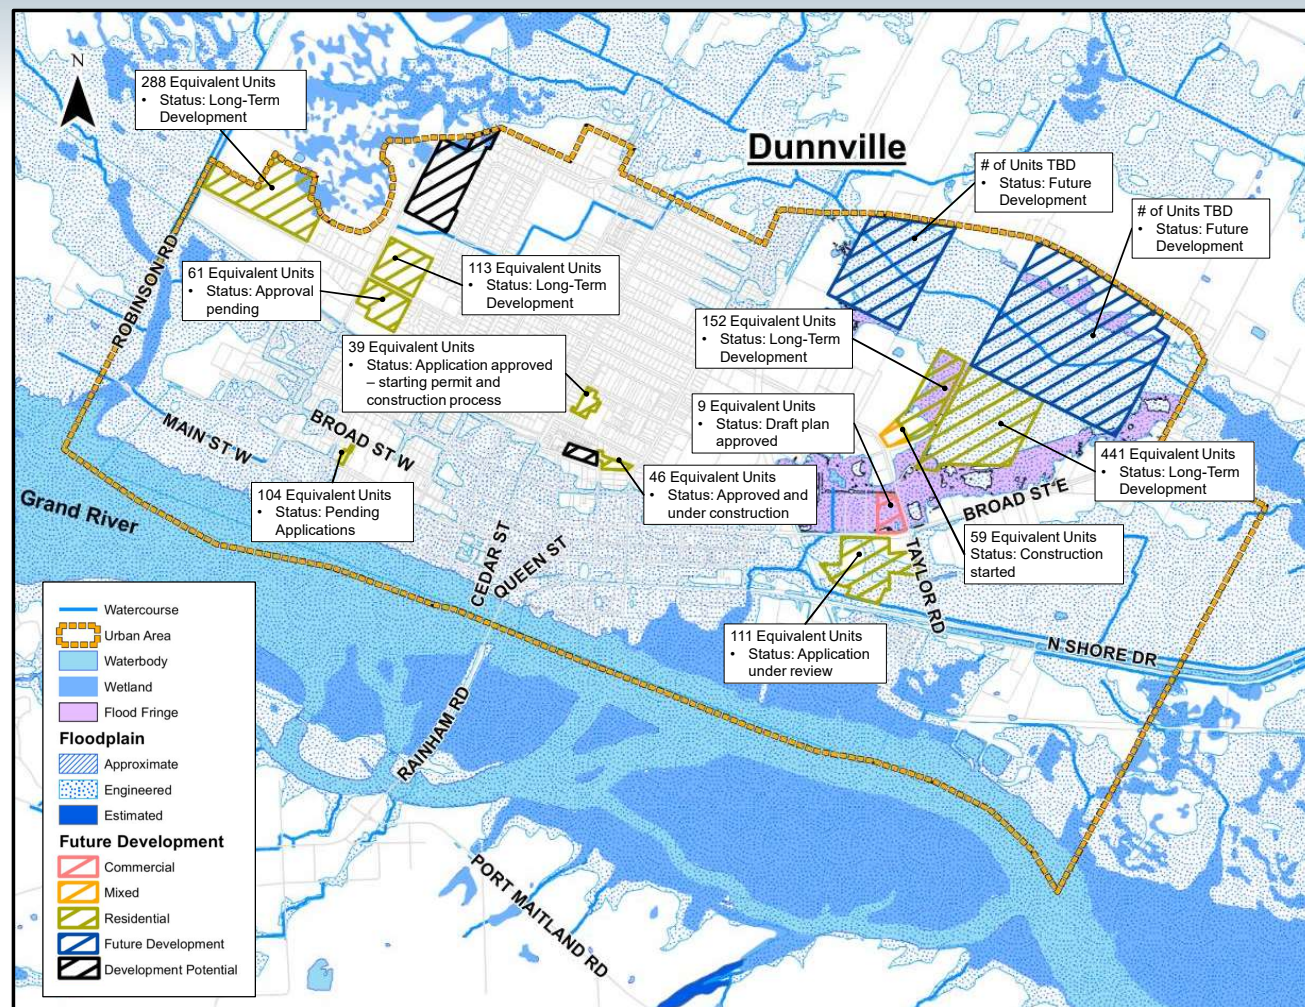 N
288 Equivalent Units
• Status: Long-Term
Development
Dunnville
# of Units TBD
• Status: Future
Development
# of Units TBD
• Status: Future
Development
ROBINSON RD
61 Equivalent Units
• Status: Approval
pending
113 Equivalent Units
• Status: Long-Term
Development
152 Equivalent Units
• Status: Long-Term
Development
39 Equivalent Units
• Status: Application approved
– starting permit and
construction process
9 Equivalent Units
• Status: Draft plan
approved
MAIN ST W
BROAD ST W
441 Equivalent Units
• Status: Long-Term
Development
46 Equivalent Units
• Status: Approved and
under construction
104 Equivalent Units
• Status: Pending
Applications
BROAD ST E
Grand River
CEDAR ST
QUEEN ST
59 Equivalent Units
Status: Construction
started
TAYLOR RD
111 Equivalent Units
• Status: Application
under review
N SHORE DR
RAINHAM RD
PORT MAITLAND RD
Watercourse
Urban Area
Waterbody
Wetland
Flood Fringe
Floodplain
Approximate
Engineered
Estimated
Future Development
Commercial
Mixed
Residential
Future Development
Development Potential